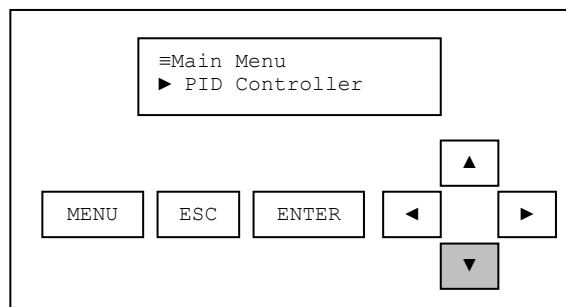 ≡Main Menu
► PID Controller
▲
MENU ESC ENTER ◄ ►
▼